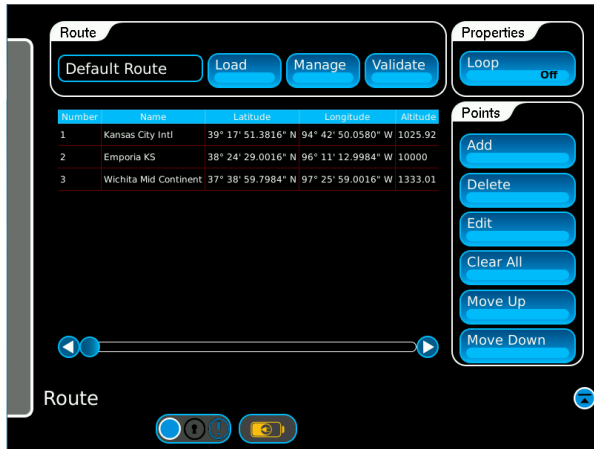 Route
Properties
Default Route
Load
Manage
Validate
Loop
Off
Number Name Latitude Longitude Altitude
1 Kansas City Intl 39° 17' 51.3816" N 94° 42' 50.0580" W 1025.92
2 Emporia KS 38° 24' 29.0016" N 96° 11' 12.9984" W 10000
3 Wichita Mid Continent 37° 38' 59.7984" N 97° 25' 59.0016" W 1333.01
Points
Add
Delete
Edit
Clear All
Move Up
Move Down
Route